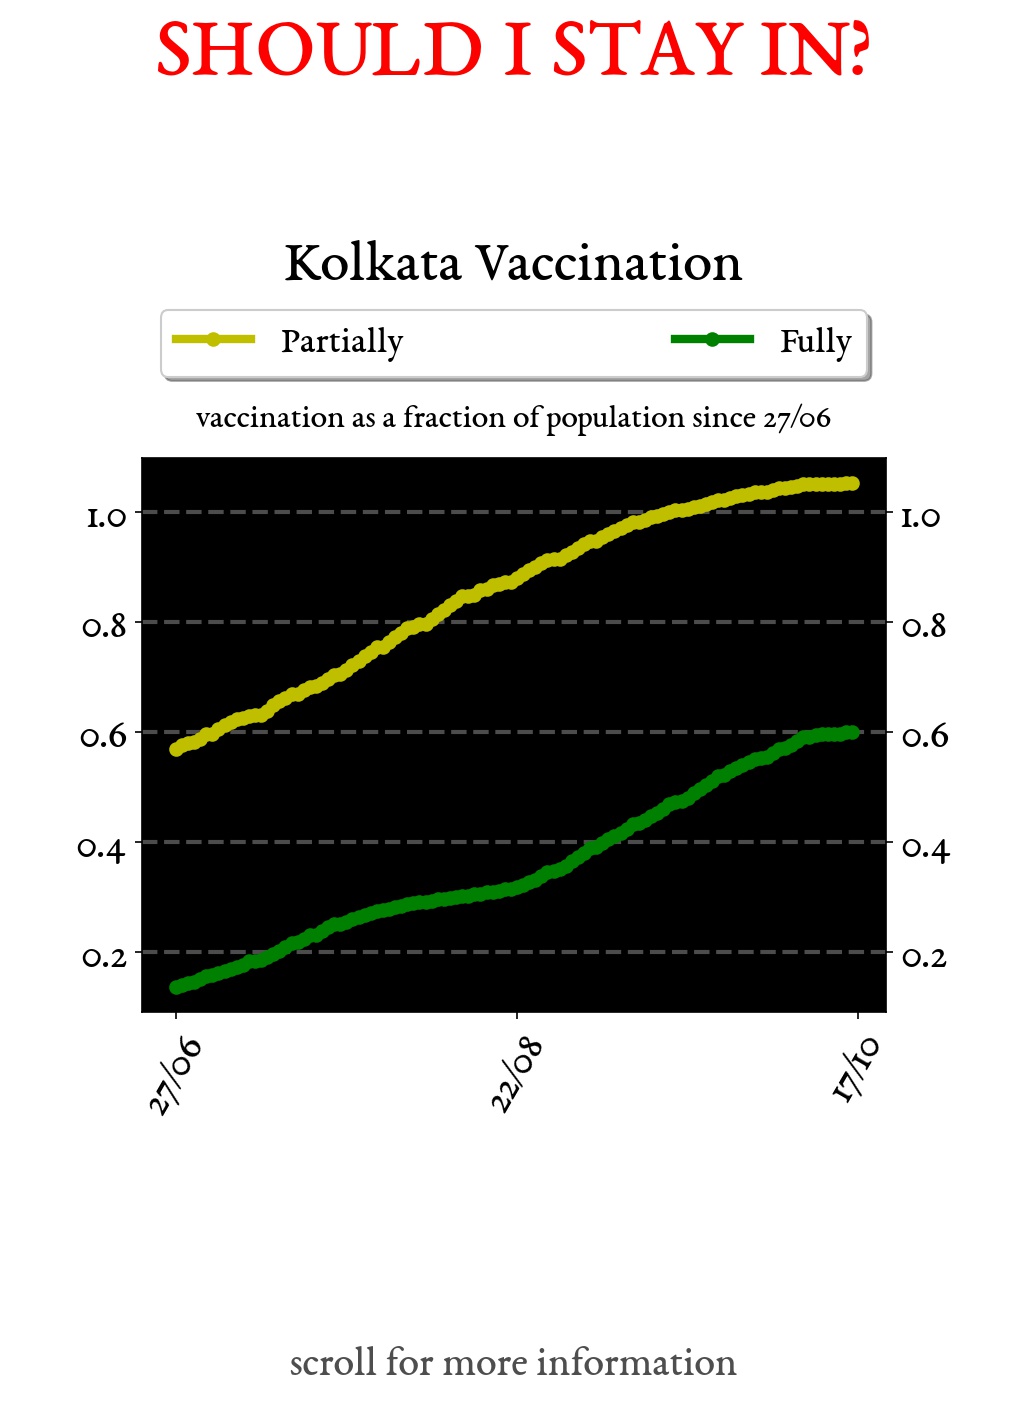 SHOULD I STAY IN?
Kolkata Vaccination
Partially Fully
vaccination as a fraction of population since 27/06
1.0 1.0
0.8 0.8
0.6 0.6
0.4 0.4
0.2 0.2
27/06 22/08 17/10
scroll for more information